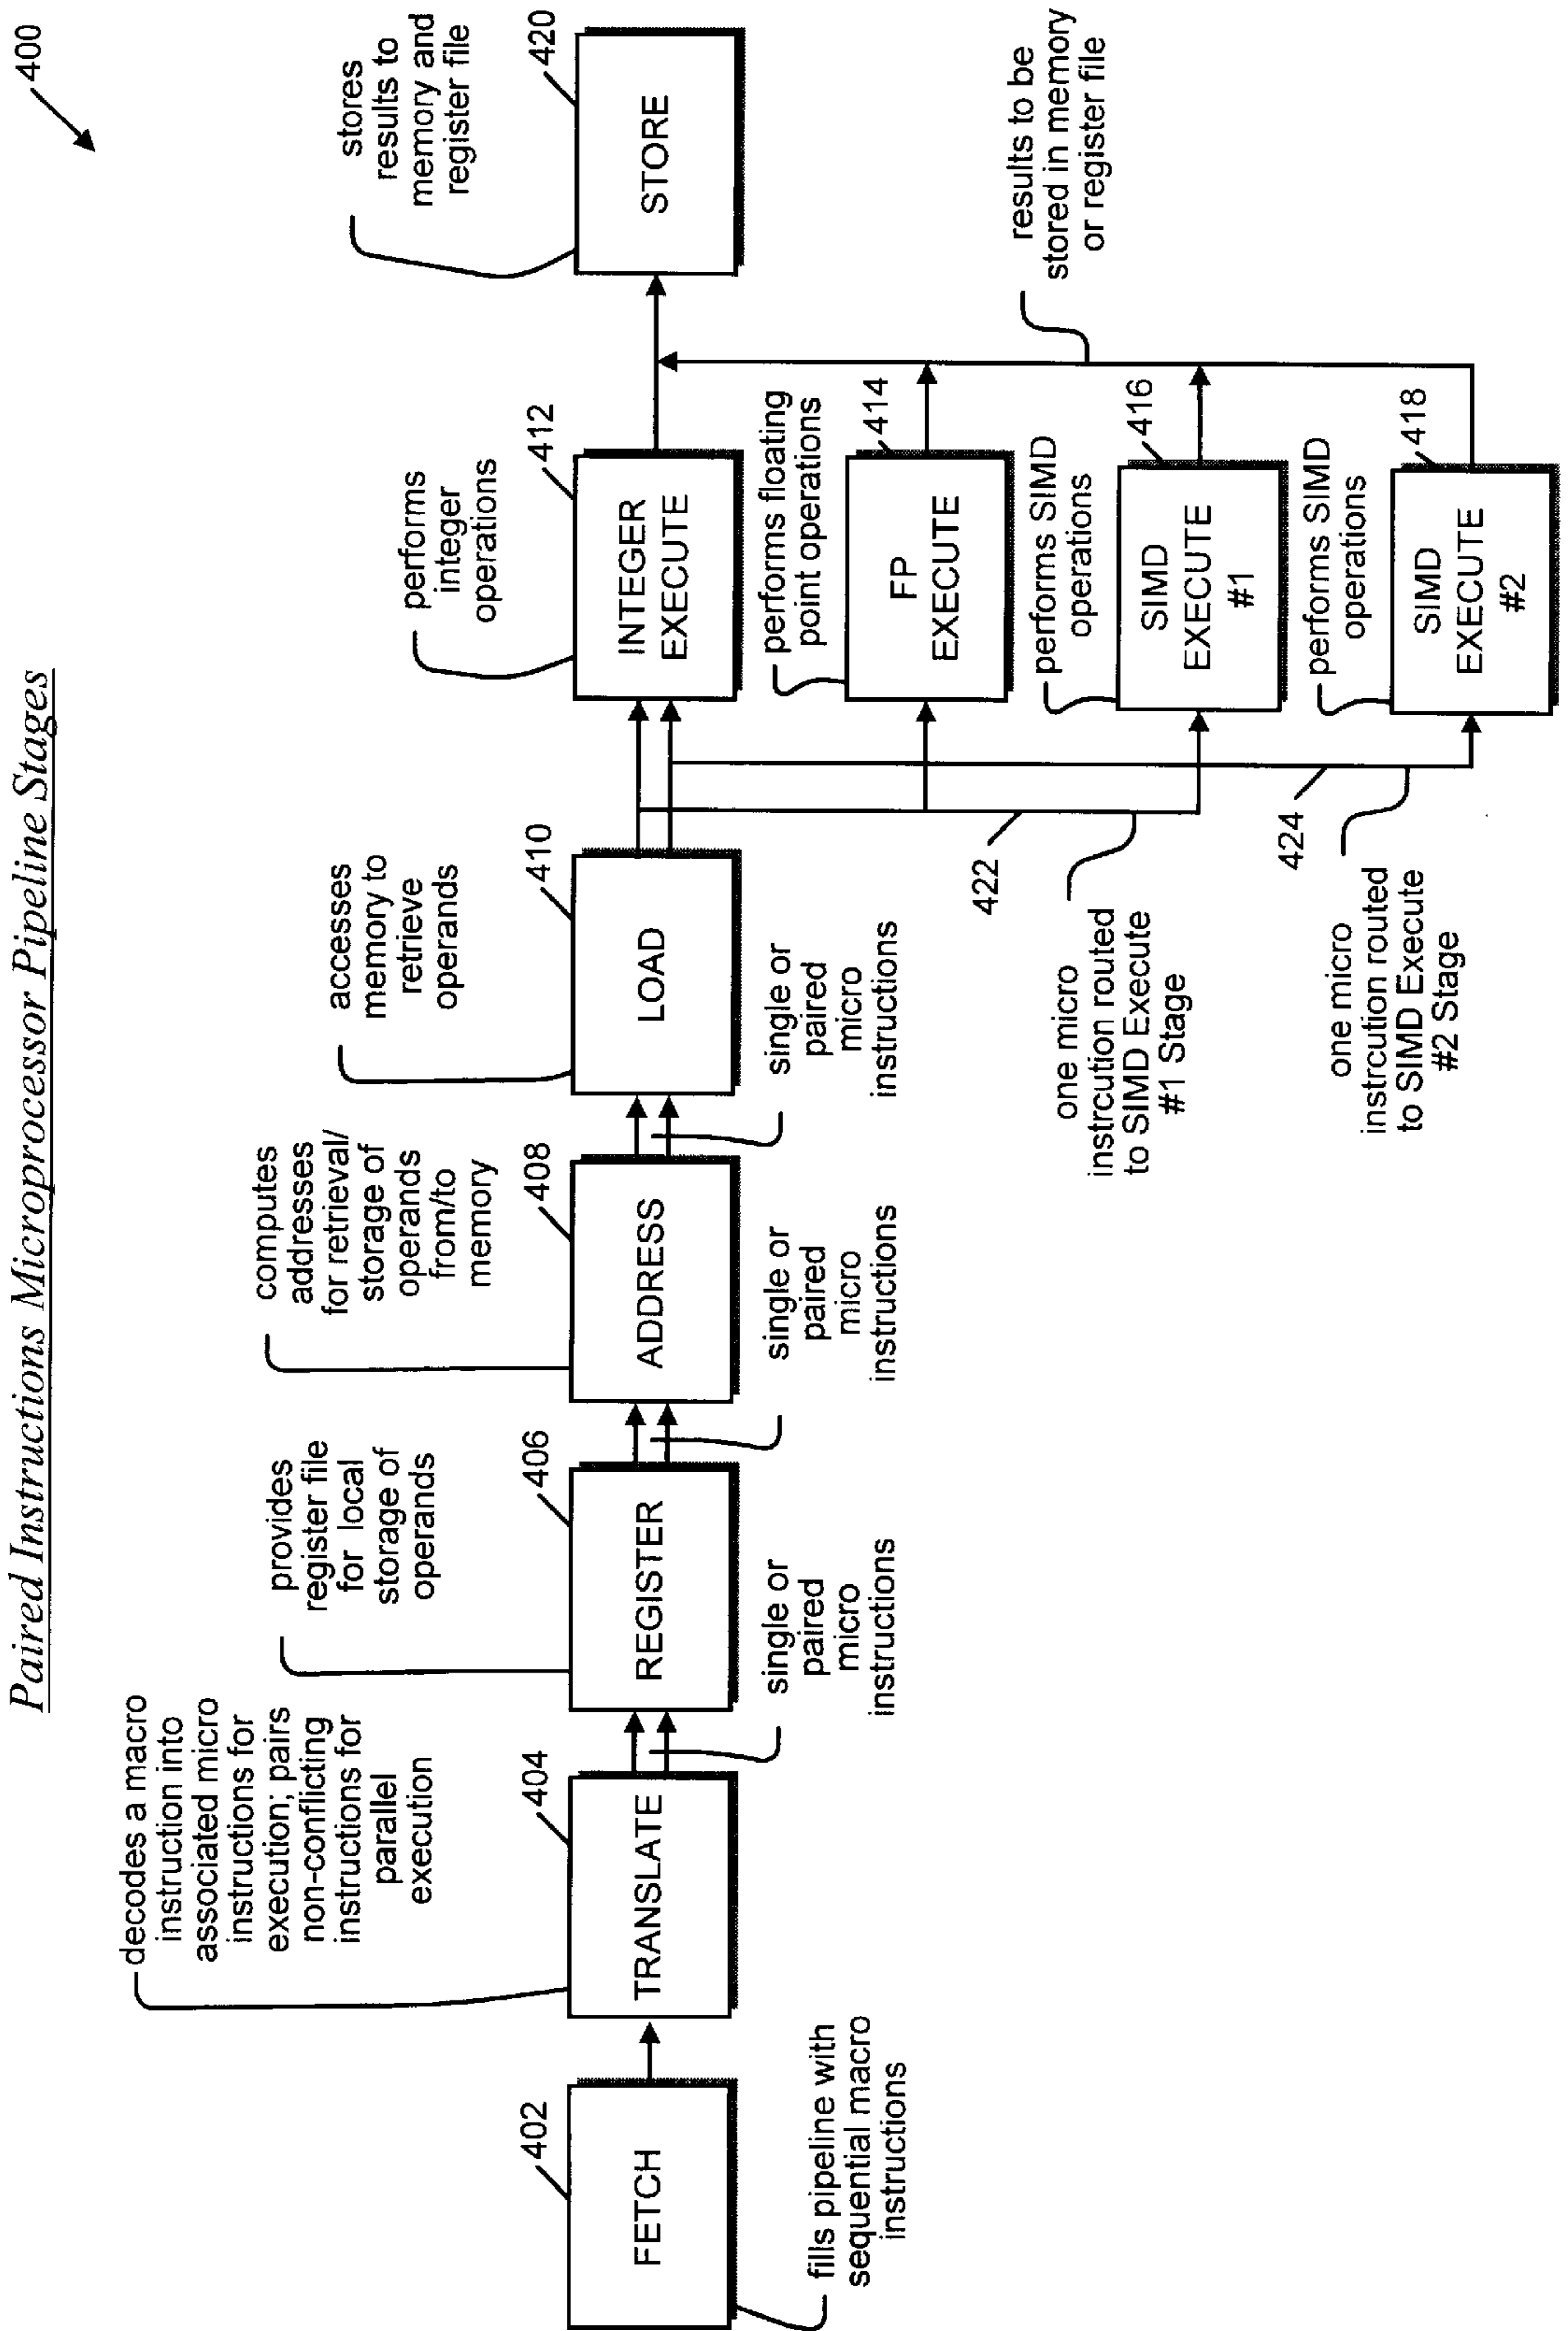 Paired Instructions Microprocessor Pipeline Stages
400
decodes a macro
instruction into
associated micro
instructions for
execution; pairs
non-conflicting
instructions for
parallel
execution
provides
register file
for local
storage of
operands
computes
addresses
for retrieval/
storage of
operands
from/to
memory
accesses
memory to
retrieve
operands
performs
integer
operations
stores
results to
memory and
register file
402
404
406
408
410
412
420
FETCH
TRANSLATE
REGISTER
ADDRESS
LOAD
INTEGER
EXECUTE
STORE
fills pipeline with
sequential macro
instructions
single or
paired
micro
instructions
single or
paired
micro
instructions
single or
paired
micro
instructions
performs floating
point operations
414
FP
EXECUTE
422
one micro
instrcution routed
to SIMD Execute
#1 Stage
performs SIMD
operations
416
SIMD
EXECUTE
#1
results to be
stored in memory
or register file
424
one micro
instrcution routed
to SIMD Execute
#2 Stage
performs SIMD
operations
418
SIMD
EXECUTE
#2